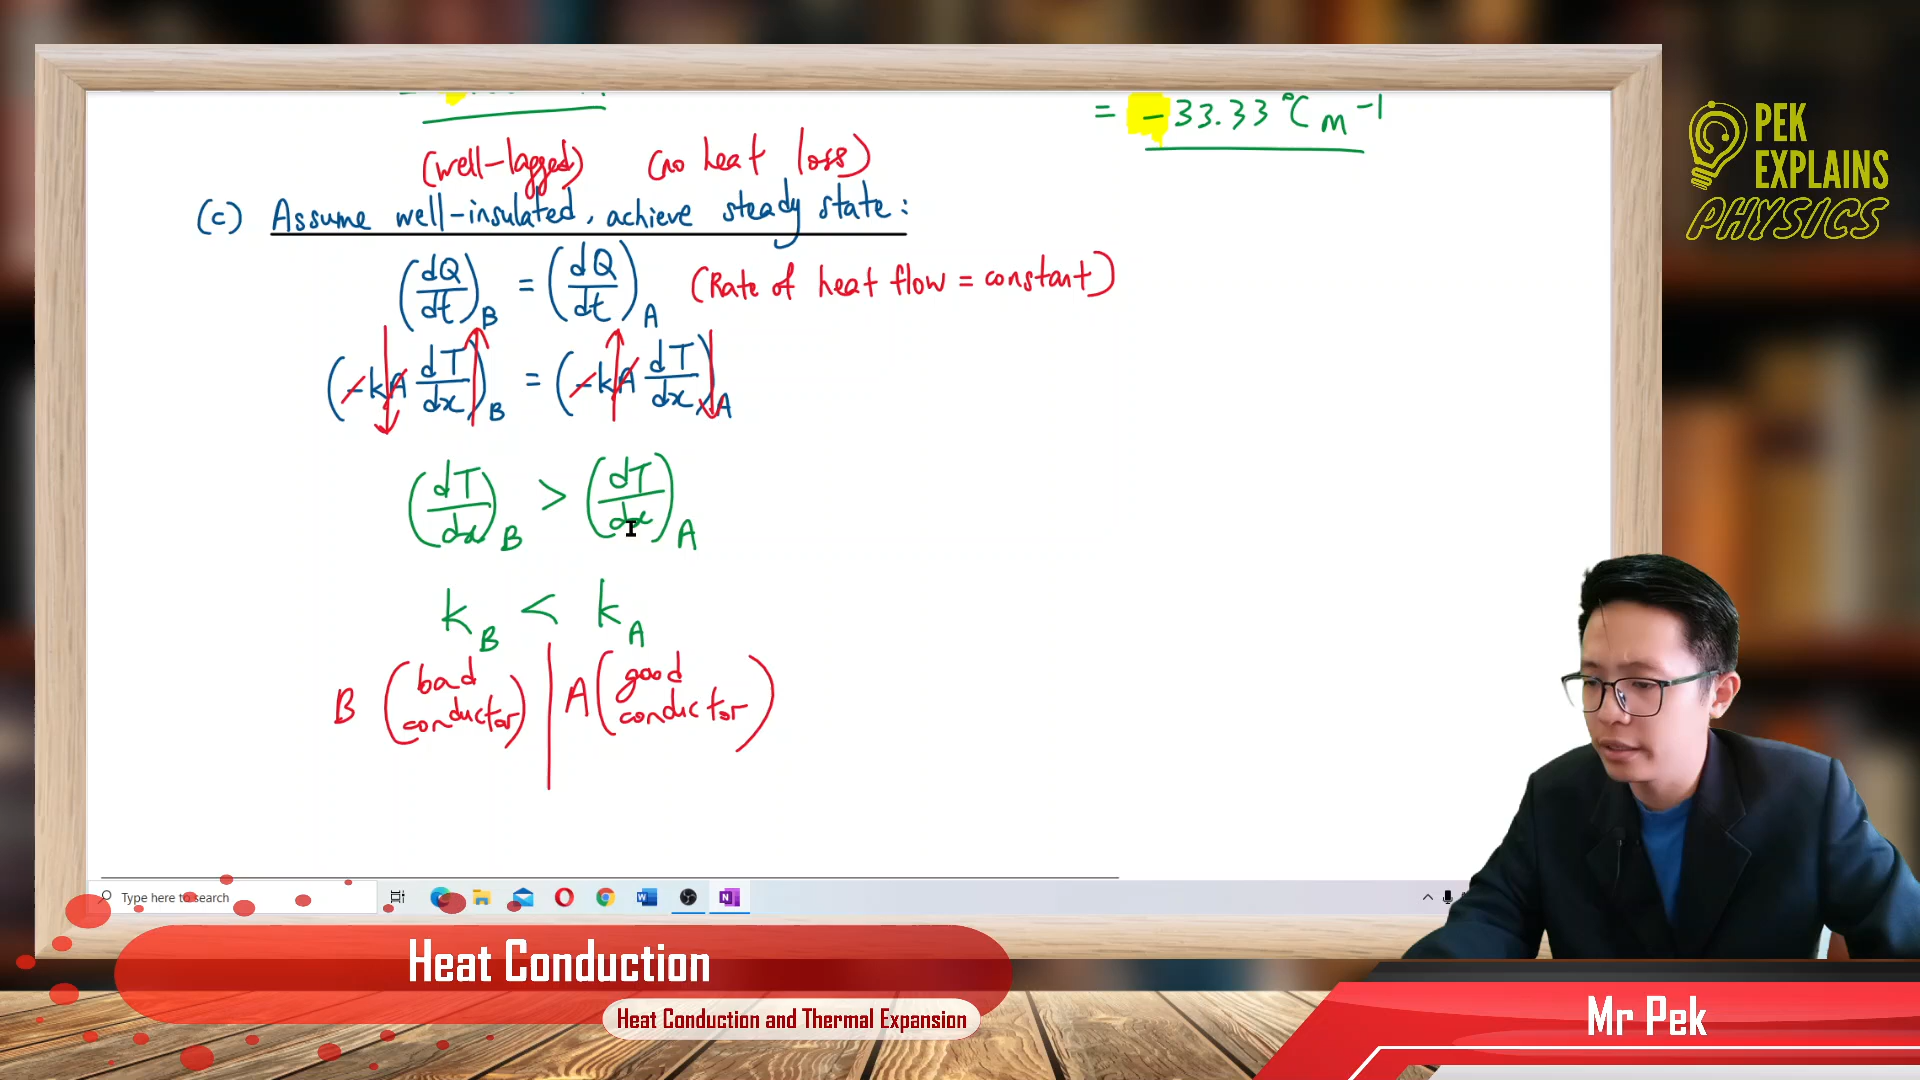 = -33.33 °C m⁻¹
(well-lagged) (no heat loss)
(c) Assume well-insulated, achieve steady state:
(dQ/dt)B = (dQ/dt)A (Rate of heat flow = constant)
(-kA dT/dx)B = (-kA dT/dx)A
(dT/dx)B > (dT/dx)A
kB < kA
B (bad conductor) | A (good conductor)
Type here to search
PEK
EXPLAINS
PHYSICS
Heat Conduction
Heat Conduction and Thermal Expansion
Mr Pek